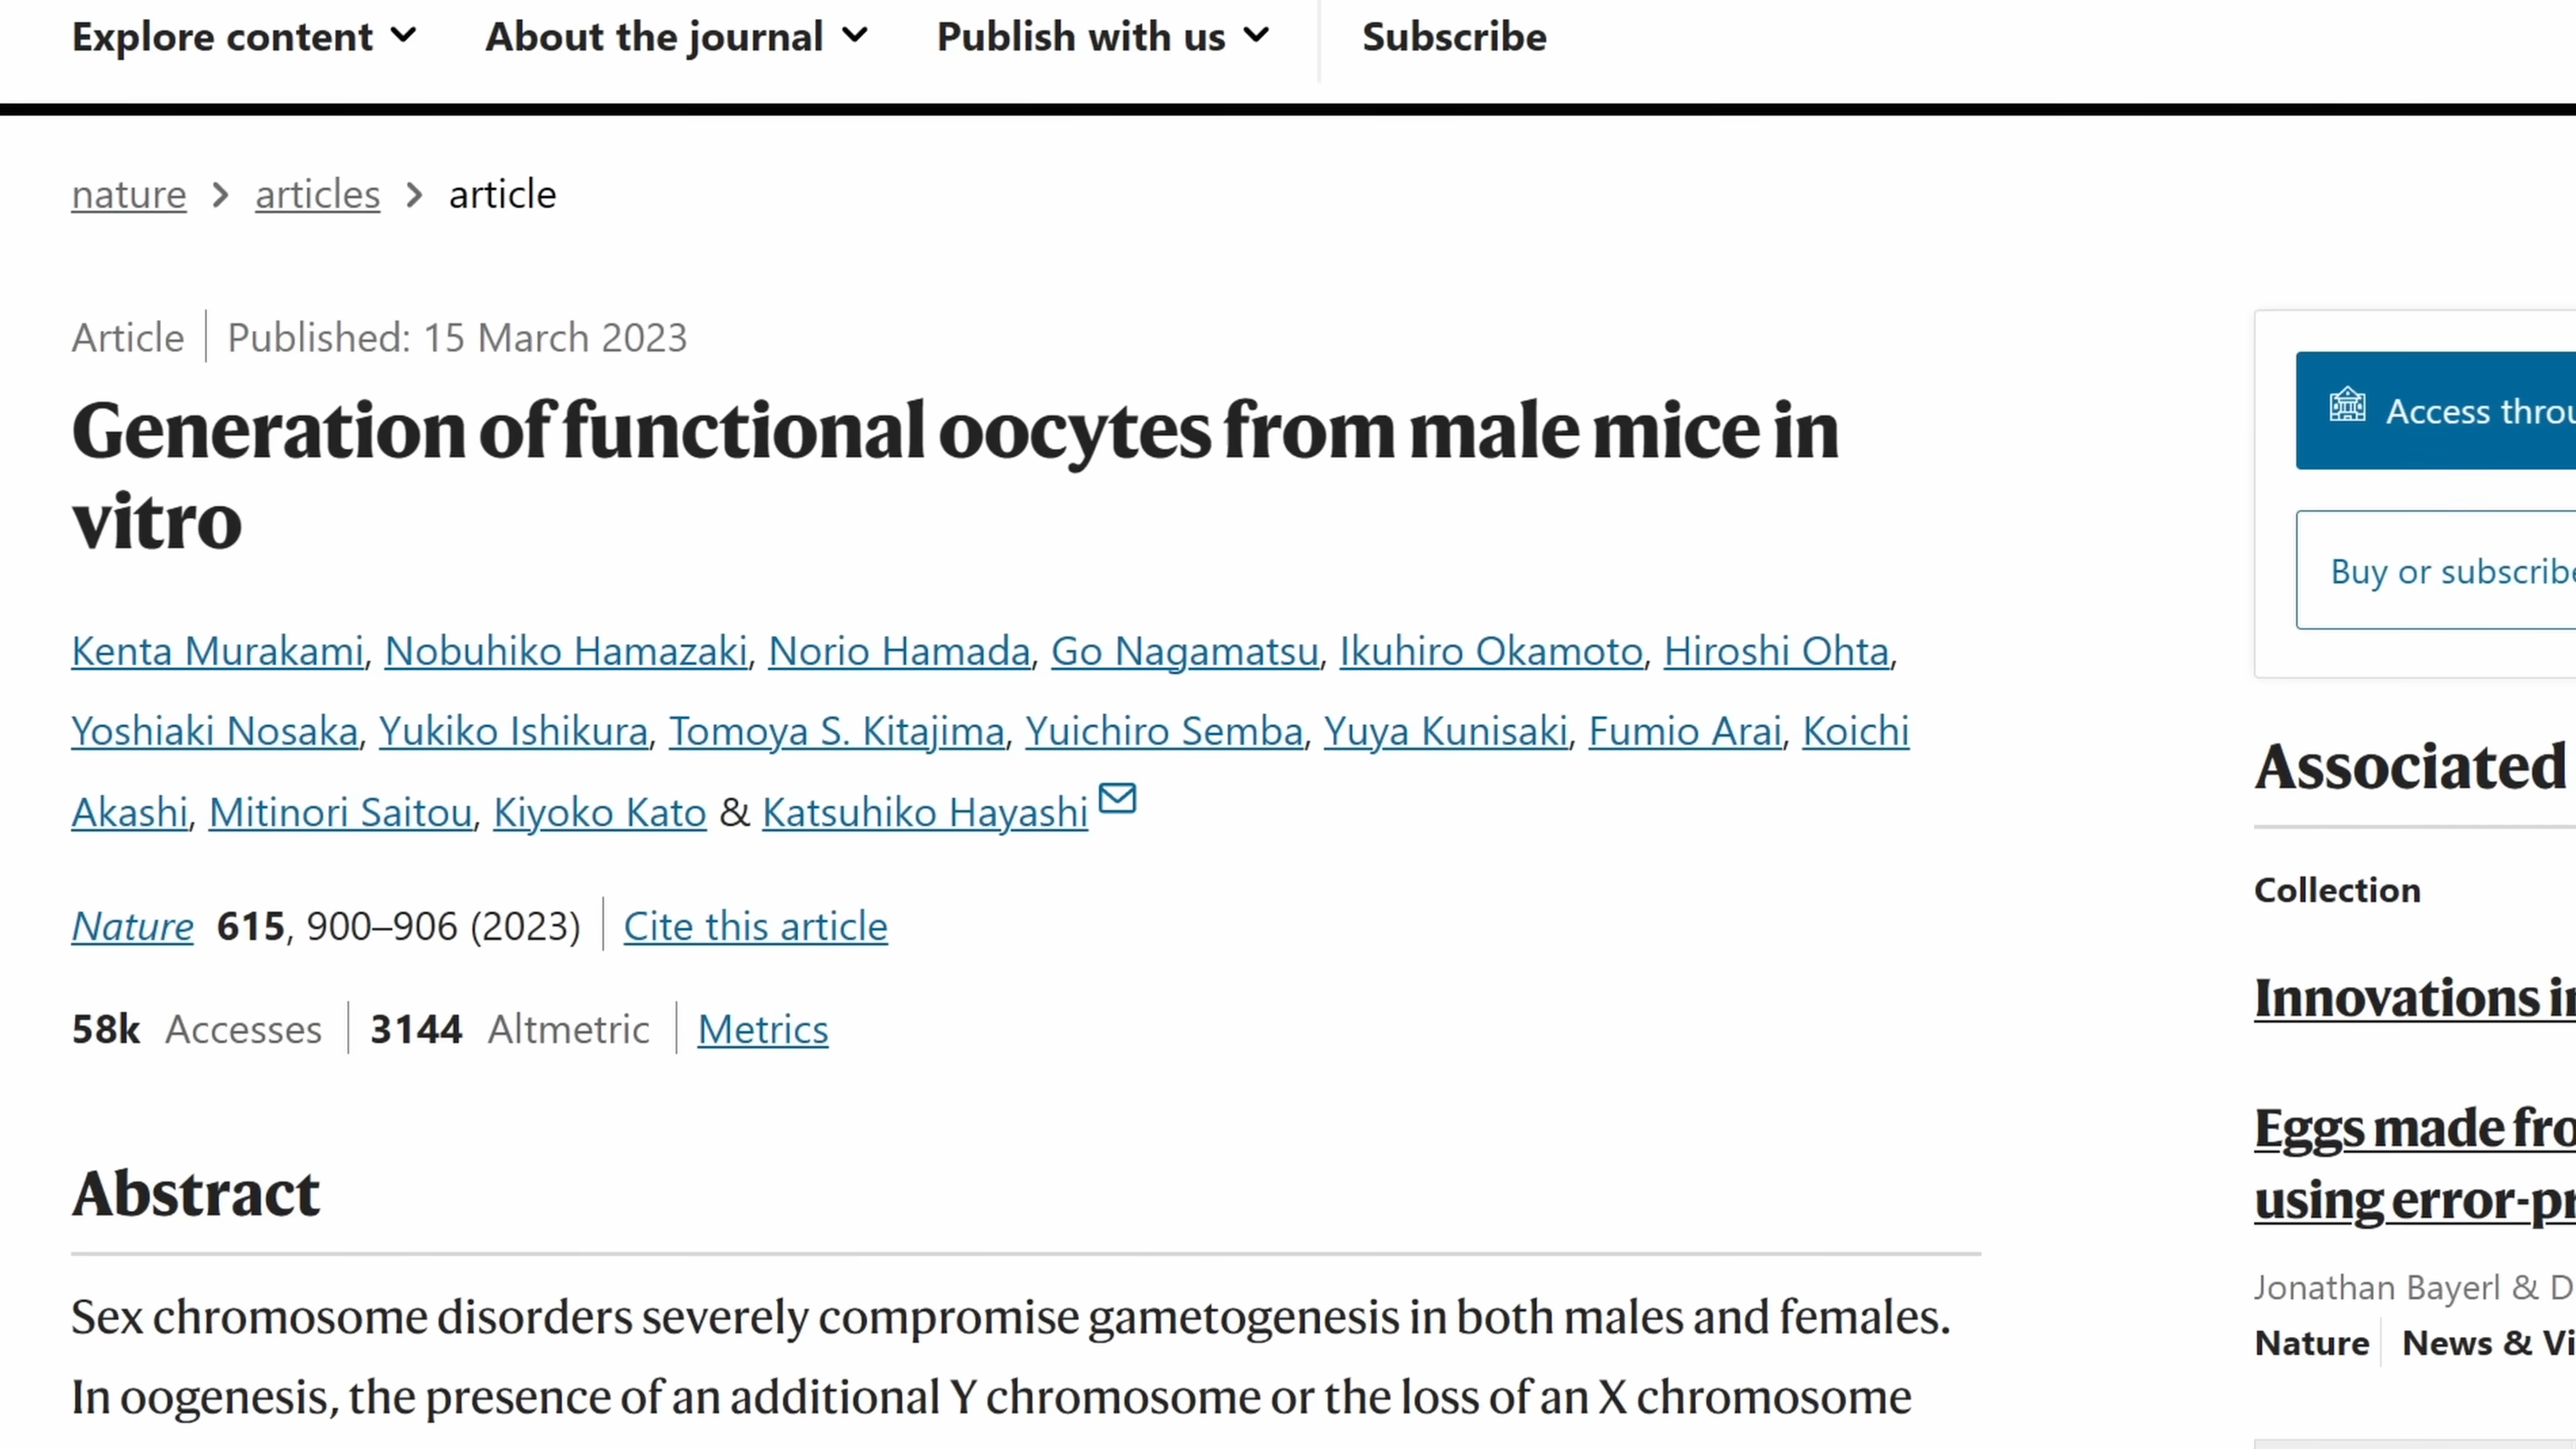 Explore content About the journal Publish with us Subscribe
nature > articles > article
Article | Published: 15 March 2023
Generation of functional oocytes from male mice in
vitro
Kenta Murakami, Nobuhiko Hamazaki, Norio Hamada, Go Nagamatsu, Ikuhiro Okamoto, Hiroshi Ohta,
Yoshiaki Nosaka, Yukiko Ishikura, Tomoya S. Kitajima, Yuichiro Semba, Yuya Kunisaki, Fumio Arai, Koichi
Akashi, Mitinori Saitou, Kiyoko Kato & Katsuhiko Hayashi
Nature 615, 900–906 (2023) | Cite this article
58k Accesses | 3144 Altmetric | Metrics
Abstract
Sex chromosome disorders severely compromise gametogenesis in both males and females.
In oogenesis, the presence of an additional Y chromosome or the loss of an X chromosome
Access
Buy or subscribe
Associated
Collection
Innovations
Eggs made
using
Jonathan Bayerl &
Nature | News &